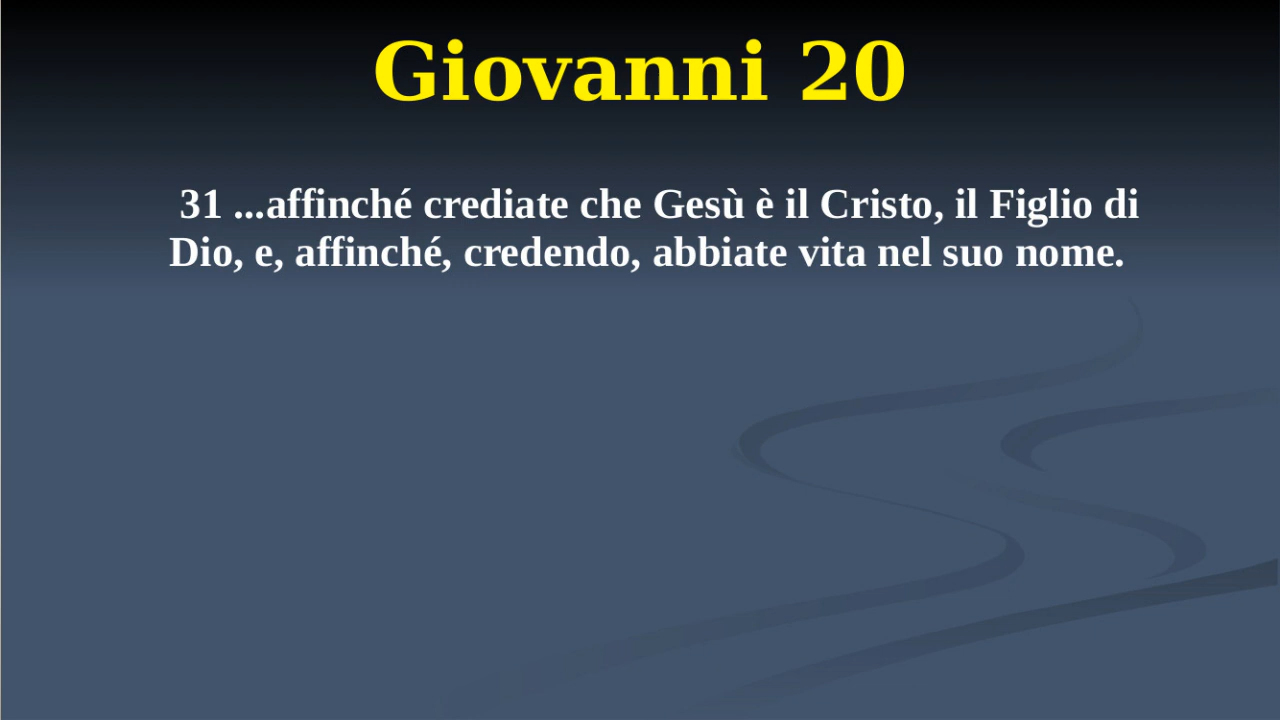 Giovanni 20
31 ...affinché crediate che Gesù è il Cristo, il Figlio di
Dio, e, affinché, credendo, abbiate vita nel suo nome.